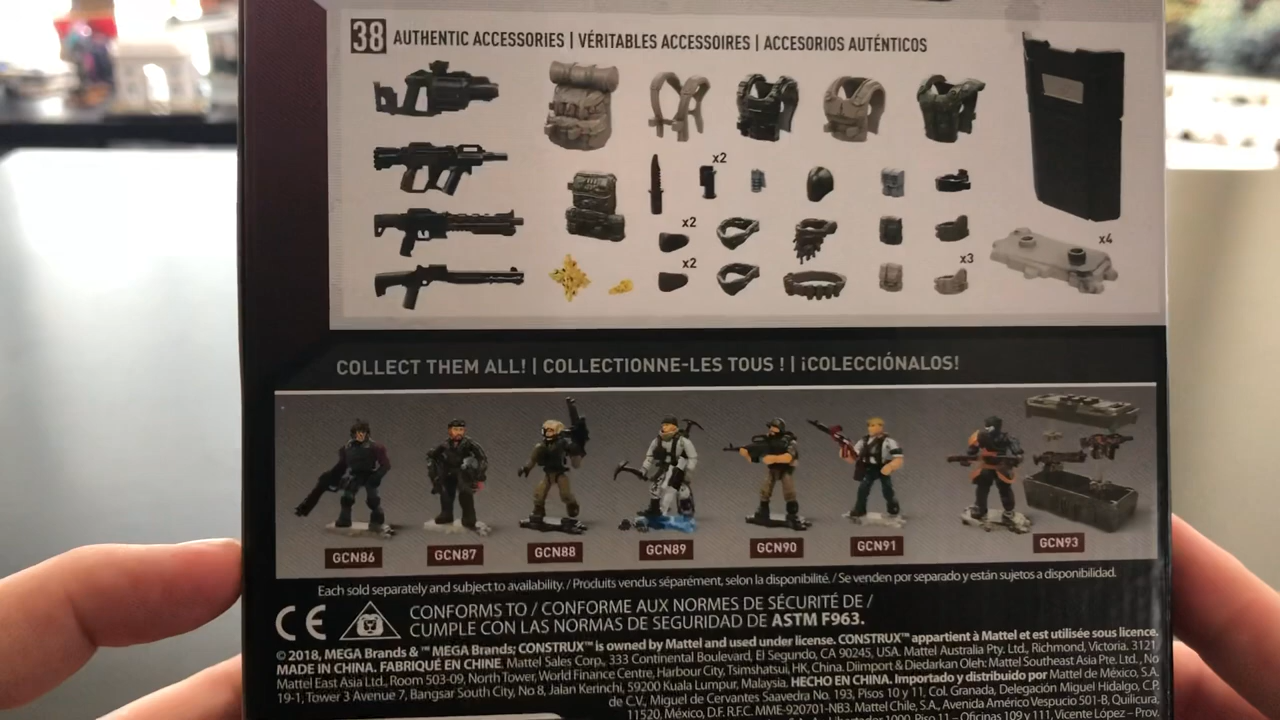 38 AUTHENTIC ACCESSORIES | VÉRITABLES ACCESSOIRES | ACCESORIOS AUTÉNTICOS
x2
x2
x2
x3
x4
COLLECT THEM ALL! | COLLECTIONNE-LES TOUS ! | ¡COLECCIÓNALOS!
GCN86 GCN87 GCN88 GCN89 GCN90 GCN91 GCN93
Each sold separately and subject to availability. / Produits vendus séparément, selon la disponibilité. / Se venden por separado y están sujetos a disponibilidad.
CE CONFORMS TO / CONFORME AUX NORMES DE SÉCURITÉ DE /
CUMPLE CON LAS NORMAS DE SEGURIDAD DE ASTM F963.
© 2018, MEGA Brands & ™ MEGA Brands; CONSTRUX™ is owned by Mattel and used under license. CONSTRUX™ appartient à Mattel et est utilisée sous licence.
MADE IN CHINA. FABRIQUÉ EN CHINE. Mattel Sales Corp., 333 Continental Boulevard, El Segundo, CA 90245, USA. Mattel Australia Pty. Ltd., Richmond, Victoria. 3121
Mattel East Asia Ltd., Room 503-09, North Tower, World Finance Centre, Harbour City, Tsimshatsui, HK, China. Diimport & Diedarkan Oleh: Mattel Southeast Asia Pte. Ltd., No
19-1, Tower 3 Avenue 7, Bangsar South City, No 8, Jalan Kerinchi, 59200 Kuala Lumpur, Malaysia. HECHO EN CHINA. Importado y distribuido por Mattel de México, S.A.
de C.V., Miguel de Cervantes Saavedra No. 193, Pisos 10 y 11, Col. Granada, Delegación Miguel Hidalgo, C.P.
11520, México, D.F. R.F.C. MME-920701-NB3. Mattel Chile, S.A., Avenida Américo Vespucio 501-B, Quilicura,
1000, Piso 11 – Oficinas 109 y 111, Vicente López – Prov.